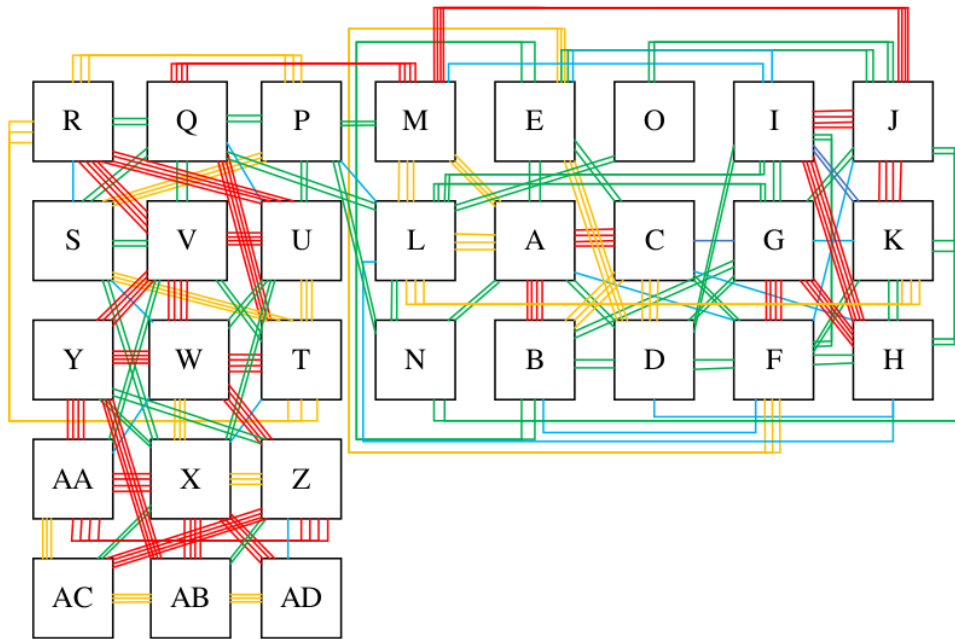 R Q P M E O I J
S V U L A C G K
Y W T N B D F H
AA X Z
AC AB AD